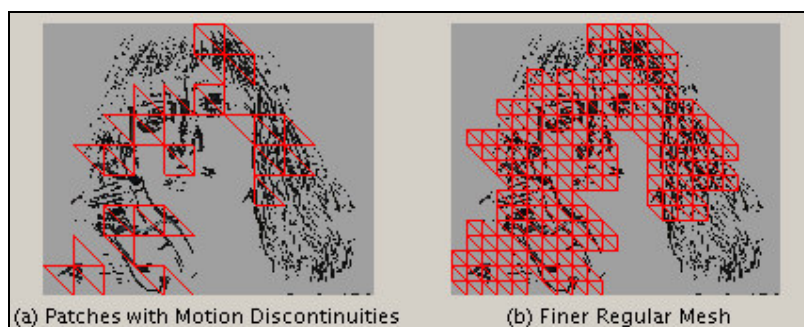 (a) Patches with Motion Discontinuities
(b) Finer Regular Mesh